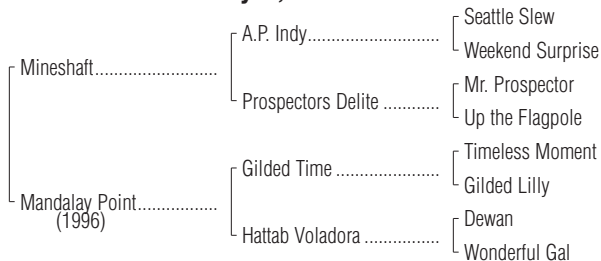 Seattle Slew
A.P. Indy..............................
Weekend Surprise
Mineshaft...........................
Mr. Prospector
Prospectors Delite ............
Up the Flagpole
Timeless Moment
Gilded Time ......................
Gilded Lilly
Mandalay Point.................
(1996)
Dewan
Hattab Voladora ................
Wonderful Gal